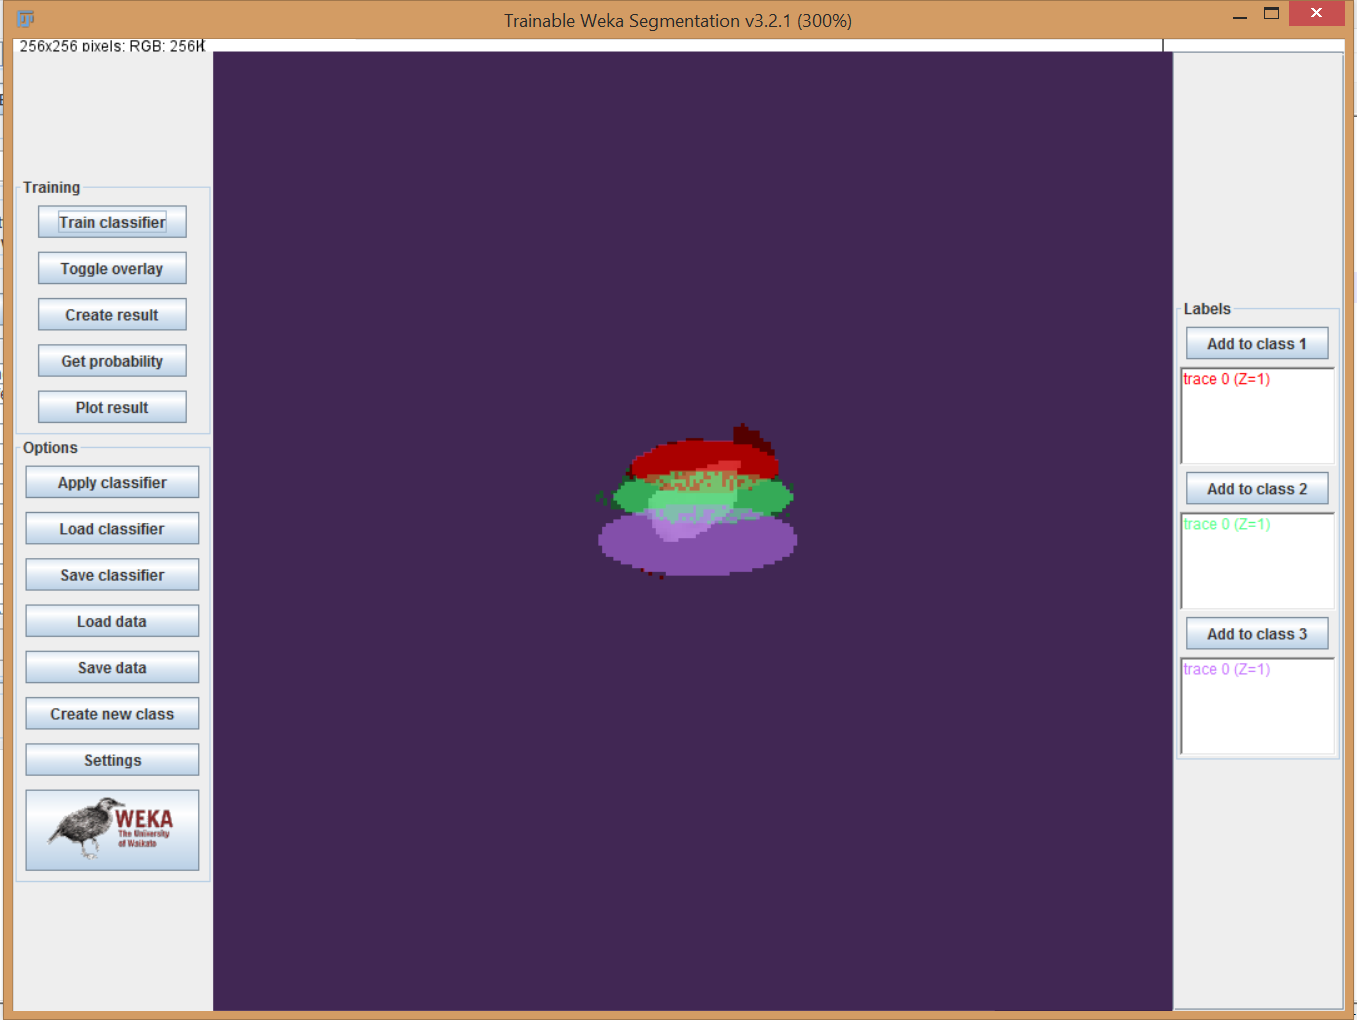 Trainable Weka Segmentation v3.2.1 (300%)
256x256 pixels; RGB; 256K
Training
Train classifier
Toggle overlay
Create result
Get probability
Plot result
Options
Apply classifier
Load classifier
Save classifier
Load data
Save data
Create new class
Settings
WEKA
The University
of Waikato
Labels
Add to class 1
trace 0 (Z=1)
Add to class 2
trace 0 (Z=1)
Add to class 3
trace 0 (Z=1)